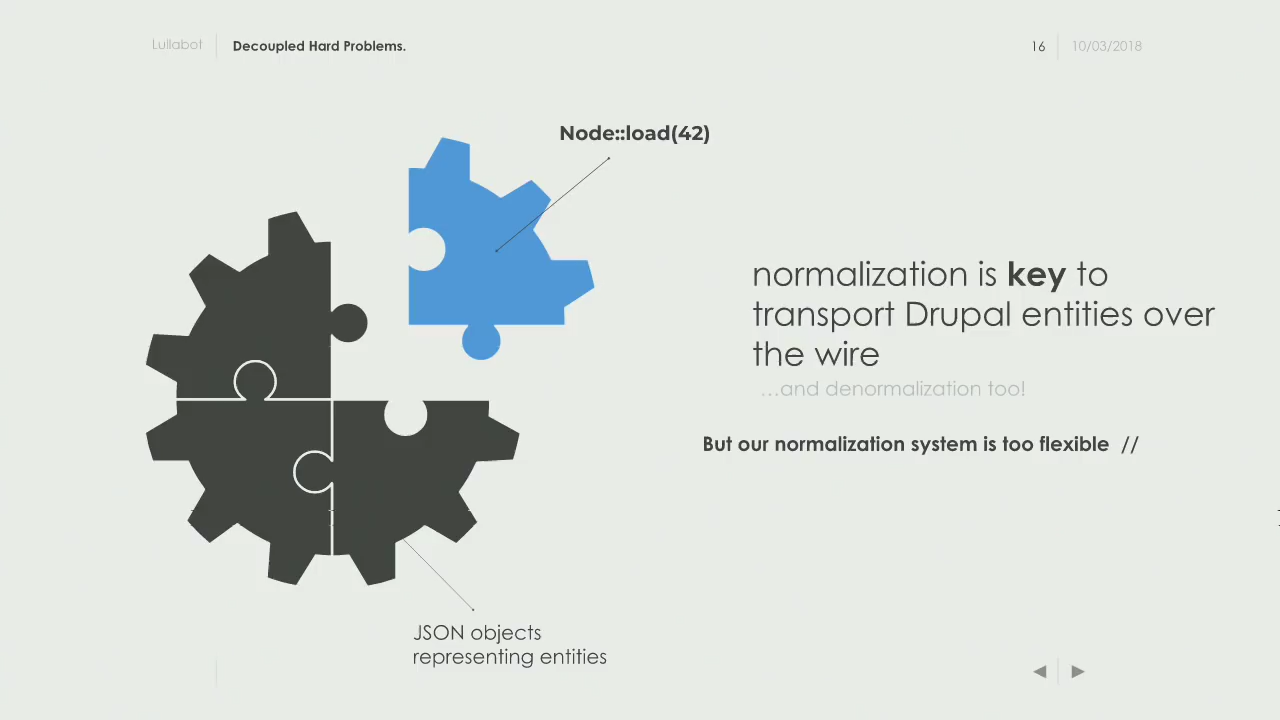 Lullabot
Decoupled Hard Problems.
16
10/03/2018
Node::load(42)
normalization is key to
transport Drupal entities over
the wire
...and denormalization too!
But our normalization system is too flexible //
JSON objects
representing entities